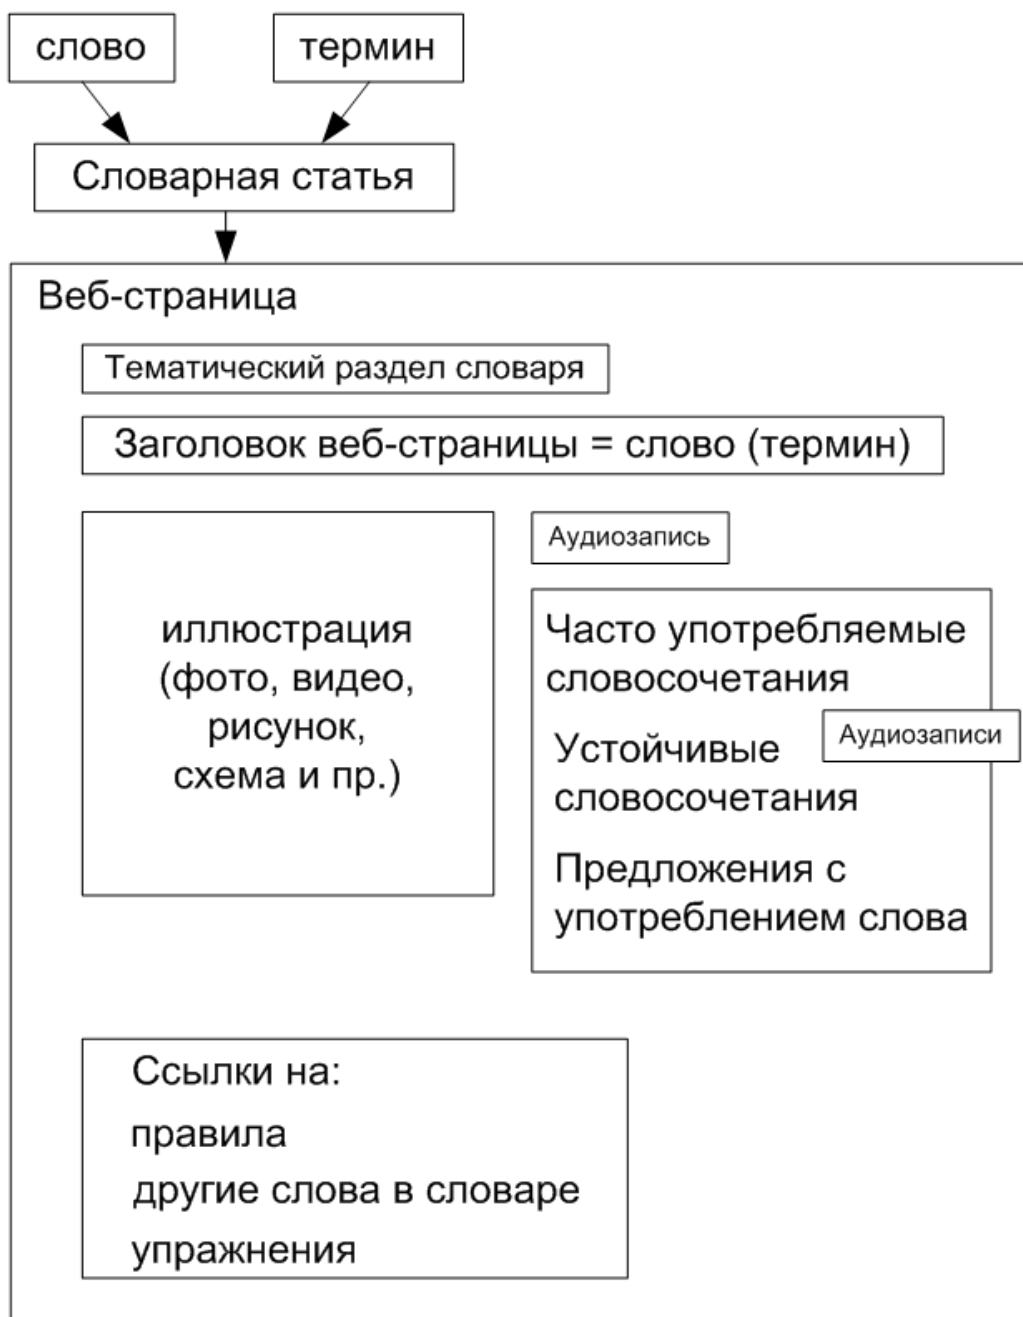 слово
термин
Словарная статья
Веб-страница
Тематический раздел словаря
Заголовок веб-страницы = слово (термин)
иллюстрация
(фото, видео,
рисунок,
схема и пр.)
Аудиозапись
Часто употребляемые
словосочетания
Устойчивые
словосочетания
Аудиозаписи
Предложения с
употреблением слова
Ссылки на:
правила
другие слова в словаре
упражнения